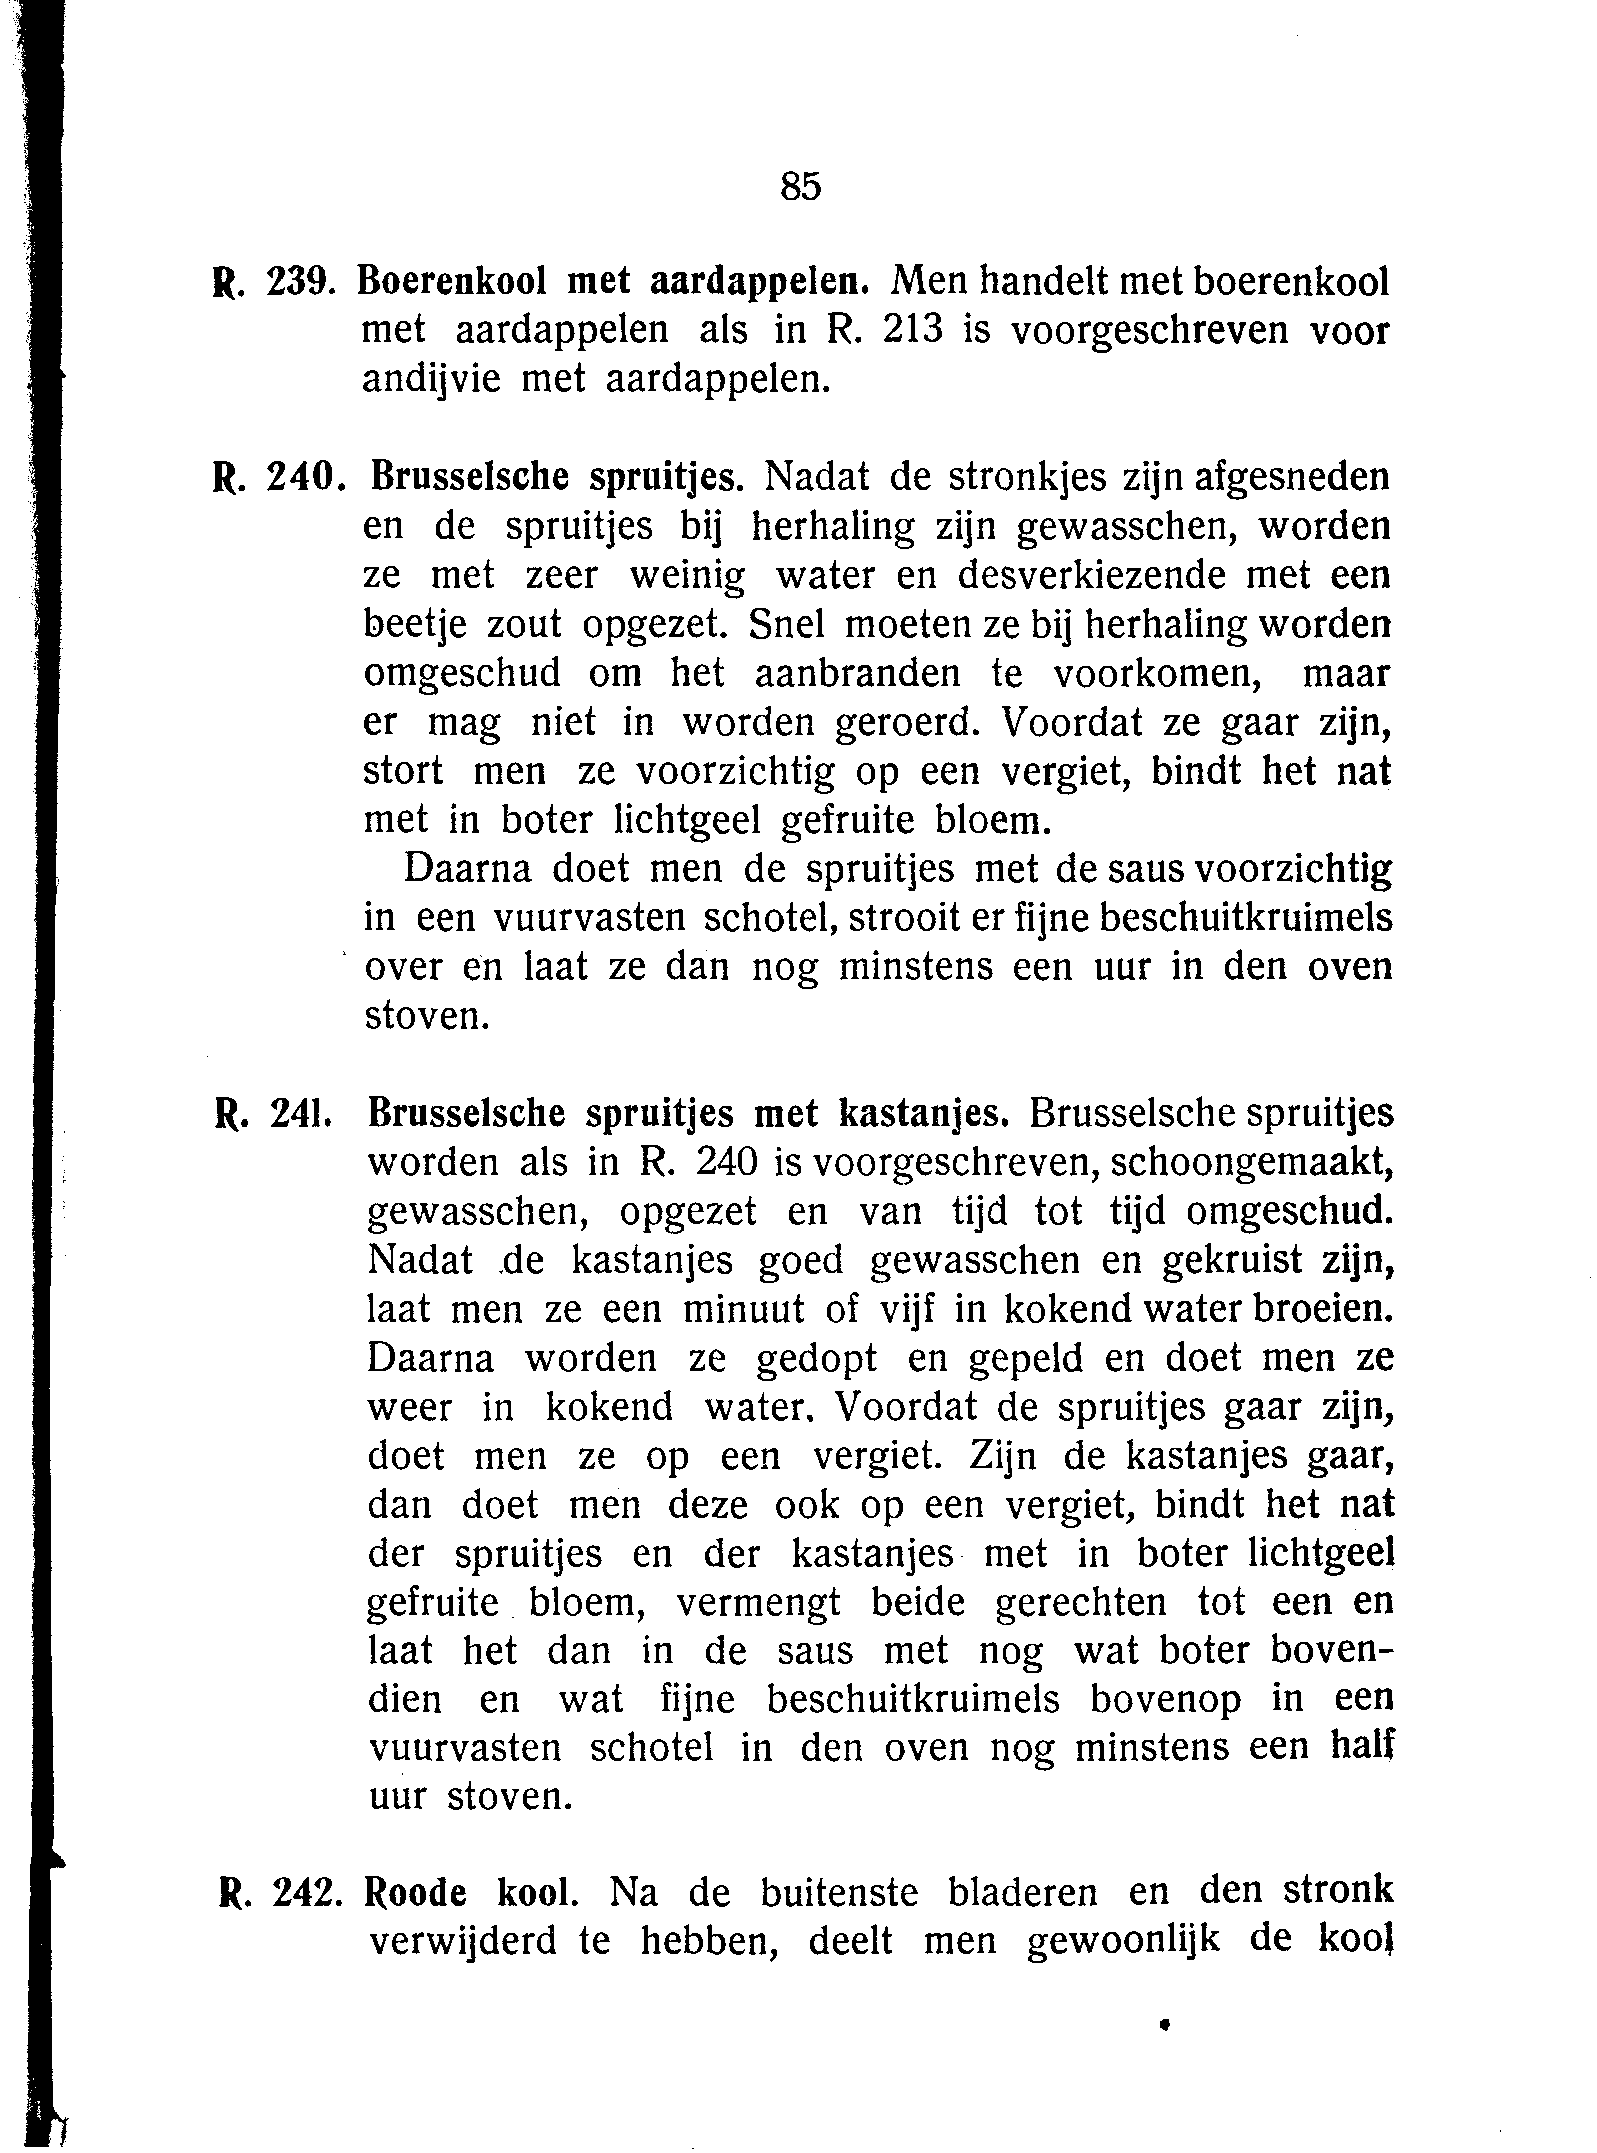 85
R. 239. Boerenkool met aardappelen. Men handelt met boerenkool
met aardappelen als in R. 213 is voorgeschreven voor
andijvie met aardappelen.
R. 240. Brusselsche spruitjes. Nadat de stronkjes zijn afgesneden
en de spruitjes bij herhaling zijn gewasschen, worden
ze met zeer weinig water en desverkiezende met een
beetje zout opgezet. Snel moeten ze bij herhaling worden
omgeschud om het aanbranden te voorkomen, maar
er mag niet in worden geroerd. Voordat ze gaar zijn,
stort men ze voorzichtig op een vergiet, bindt het nat
met in boter lichtgeel gefruite bloem.
Daarna doet men de spruitjes met de saus voorzichtig
in een vuurvasten schotel, strooit er fijne beschuitkruimels
over en laat ze dan nog minstens een uur in den oven
stoven.
R. 241. Brusselsche spruitjes met kastanjes. Brusselsche spruitjes
worden als in R. 240 is voorgeschreven, schoongemaakt,
gewasschen, opgezet en van tijd tot tijd omgeschud.
Nadat de kastanjes goed gewasschen en gekruist zijn,
laat men ze een minuut of vijf in kokend water broeien.
Daarna worden ze gedopt en gepeld en doet men ze
weer in kokend water. Voordat de spruitjes gaar zijn,
doet men ze op een vergiet. Zijn de kastanjes gaar,
dan doet men deze ook op een vergiet, bindt het nat
der spruitjes en der kastanjes met in boter lichtgeel
gefruite bloem, vermengt beide gerechten tot een en
laat het dan in de saus met nog wat boter boven-
dien en wat fijne beschuitkruimels bovenop in een
vuurvasten schotel in den oven nog minstens een half
uur stoven.
R. 242. Roode kool. Na de buitenste bladeren en den stronk
verwijderd te hebben, deelt men gewoonlijk de kool